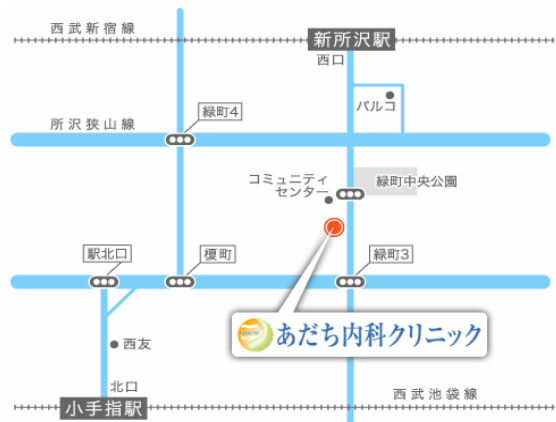 西武新宿線
新所沢駅
西口
パルコ
緑町4
所沢狭山線
コミュニティ
センター
緑町中央公園
駅北口
榎町
緑町3
あだち内科クリニック
西友
北口
西武池袋線
小手指駅